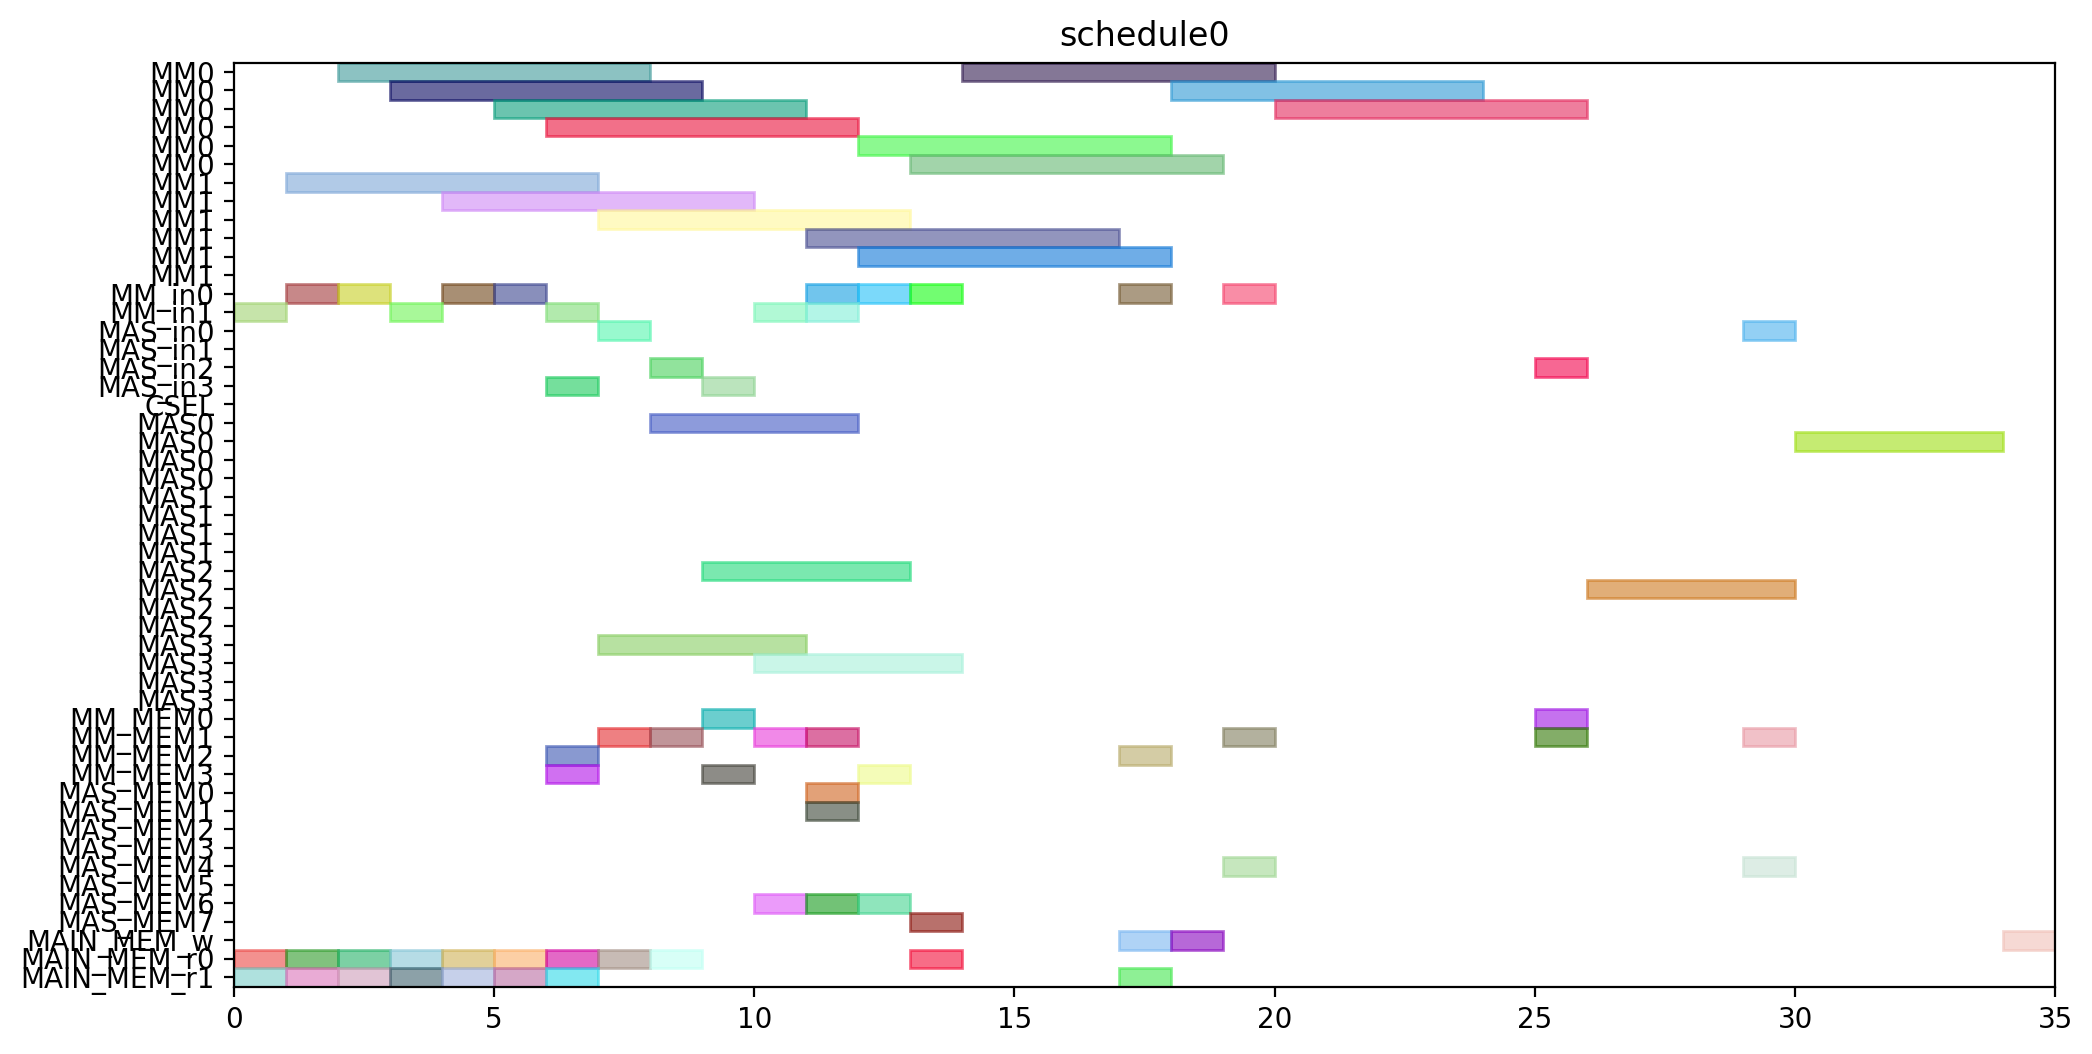 schedule0
MM0
MM0
MM0
MM0
MM0
MM0
MM1
MM1
MM1
MM1
MM1
MM1
MM_in0
MM_in1
MAS_in0
MAS_in1
MAS_in2
MAS_in3
CSEL
MAS0
MAS0
MAS0
MAS0
MAS1
MAS1
MAS1
MAS1
MAS2
MAS2
MAS2
MAS2
MAS3
MAS3
MAS3
MAS3
MM_MEM0
MM_MEM1
MM_MEM2
MM_MEM3
MAS_MEM0
MAS_MEM1
MAS_MEM2
MAS_MEM3
MAS_MEM4
MAS_MEM5
MAS_MEM6
MAS_MEM7
MAIN_MEM_w
MAIN_MEM_r0
MAIN_MEM_r1
0 5 10 15 20 25 30 35